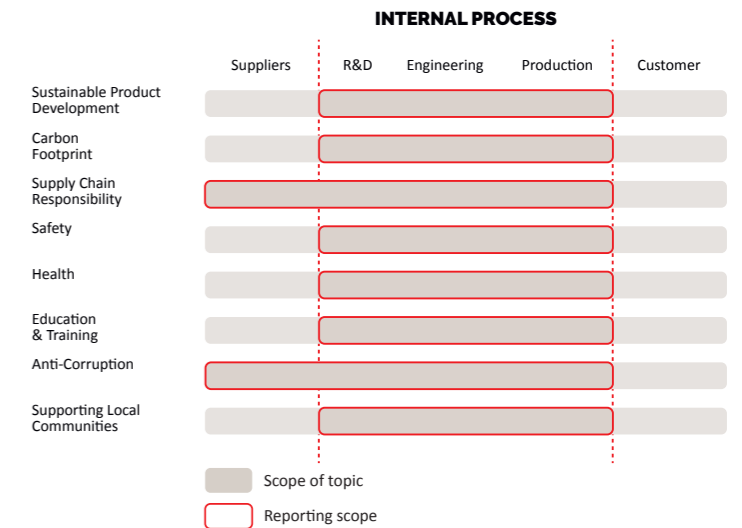 INTERNAL PROCESS
Suppliers R&D Engineering Production Customer
Sustainable Product
Development
Carbon
Footprint
Supply Chain
Responsibility
Safety
Health
Education
& Training
Anti-Corruption
Supporting Local
Communities
Scope of topic
Reporting scope